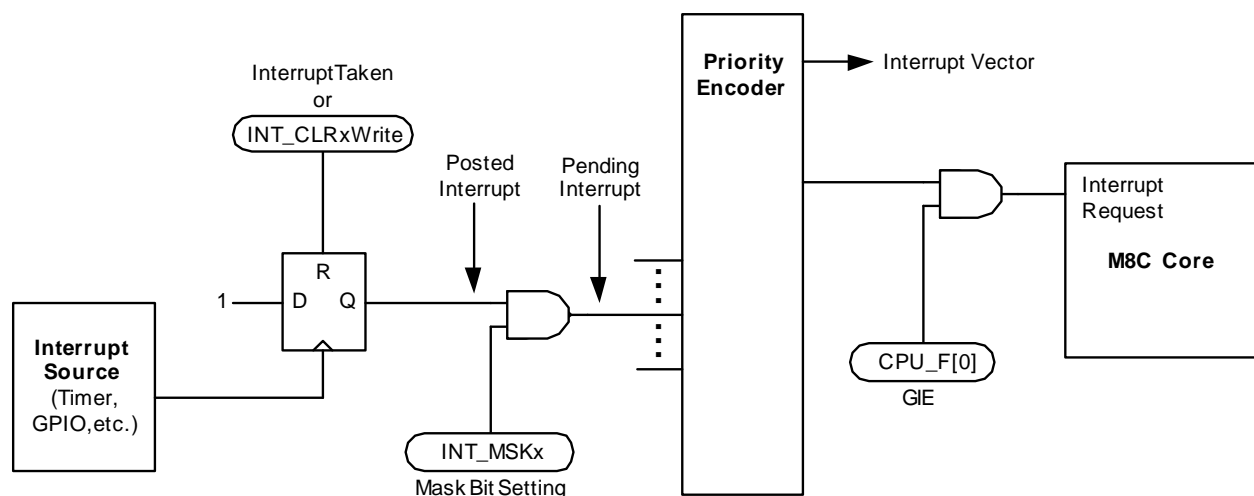 Priority
Encoder
Interrupt Vector
InterruptTaken
or
INT_CLRxWrite
Posted
Interrupt
Pending
Interrupt
Interrupt
Request
M8C Core
R
1
D
Q
Interrupt
Source
(Timer,
GPIO,etc.)
CPU_F[0]
GIE
INT_MSKx
Mask Bit Setting